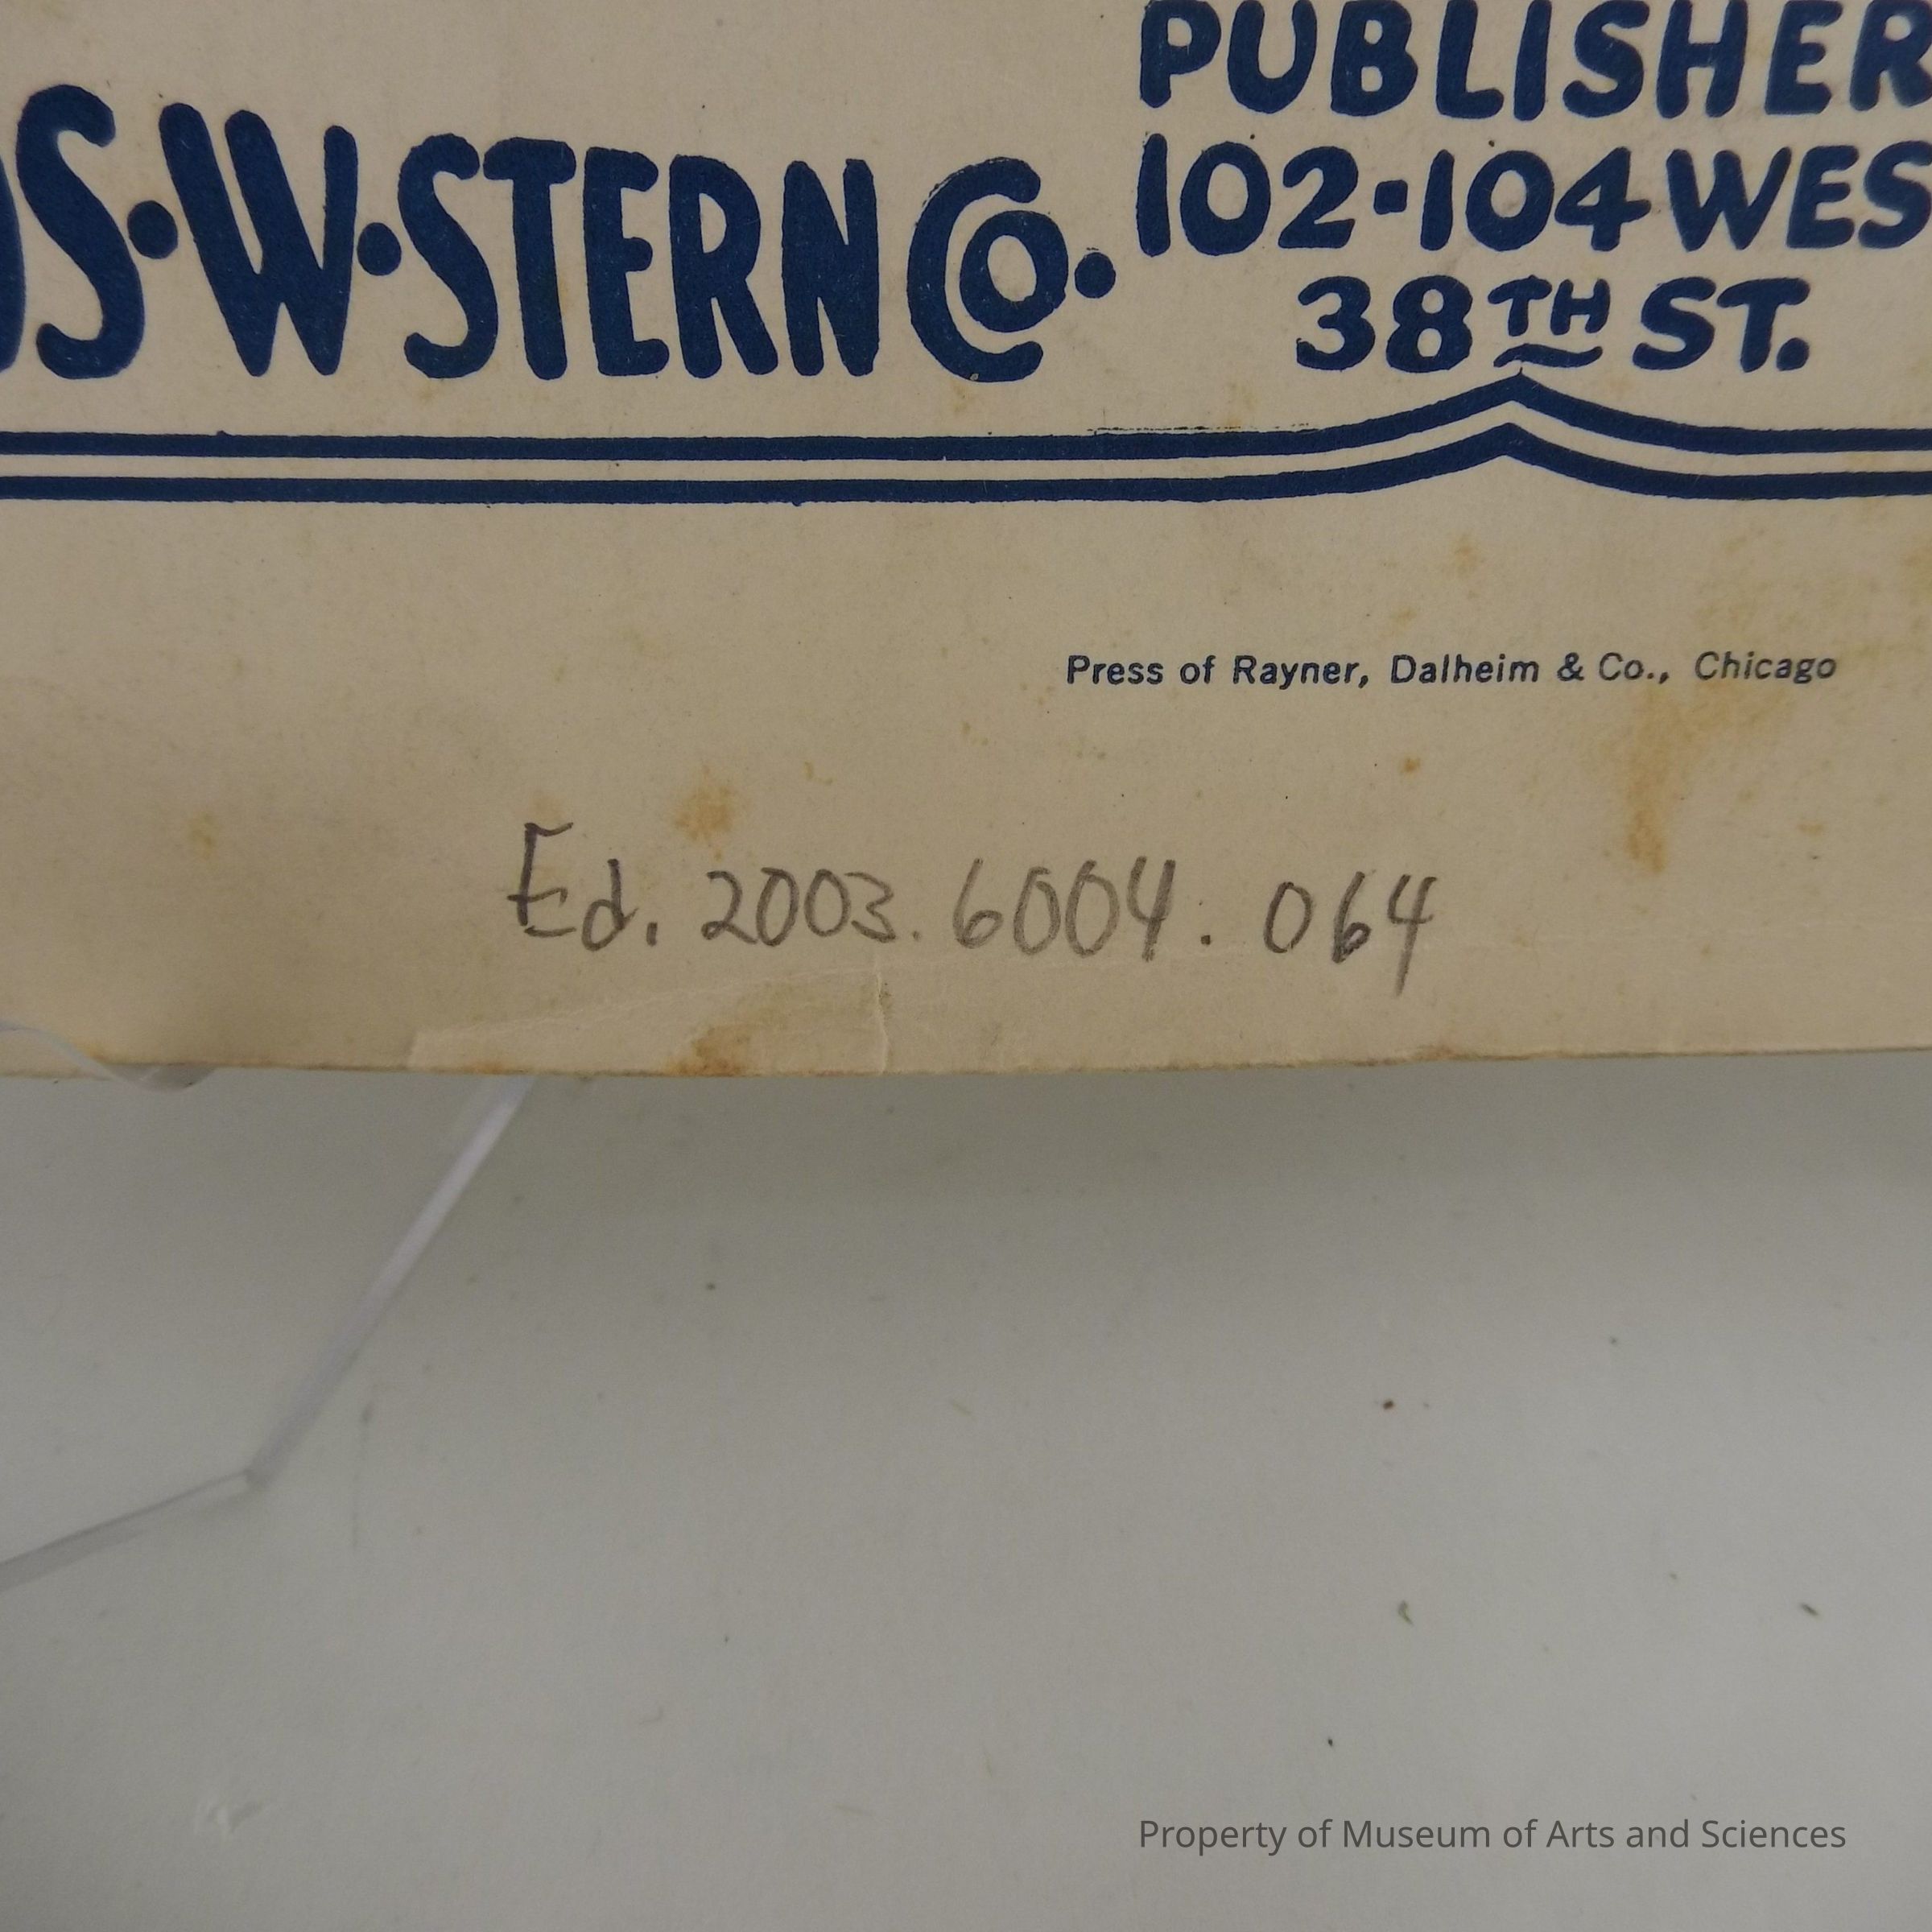 S·W·STERN CO.
PUBLISHER
102-104 WES
38TH ST.
Press of Rayner, Dalheim & Co., Chicago
Ed. 2003. 6004. 064
Property of Museum of Arts and Sciences